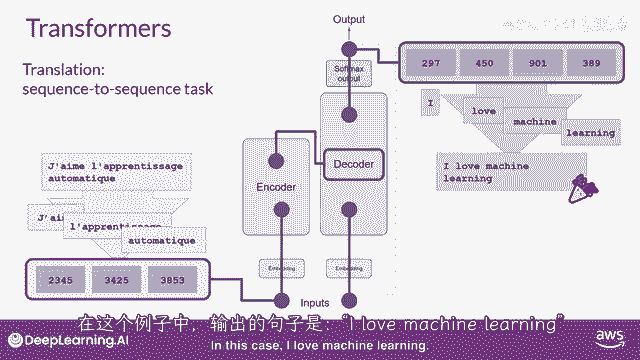 Transformers
Translation:
sequence-to-sequence task
J'aime l'apprentissage
automatique
l'apprentissage
automatique
2345 3425 3853
Output
Softmax
output
Encoder
Decoder
Embedding
Embedding
Inputs
297 450 901 389
I
love
machine
learning
I love machine
learning
在这个例子中，输出的句子是：“I love machine learning”
In this case, I love machine learning.
DeepLearning.AI
aws